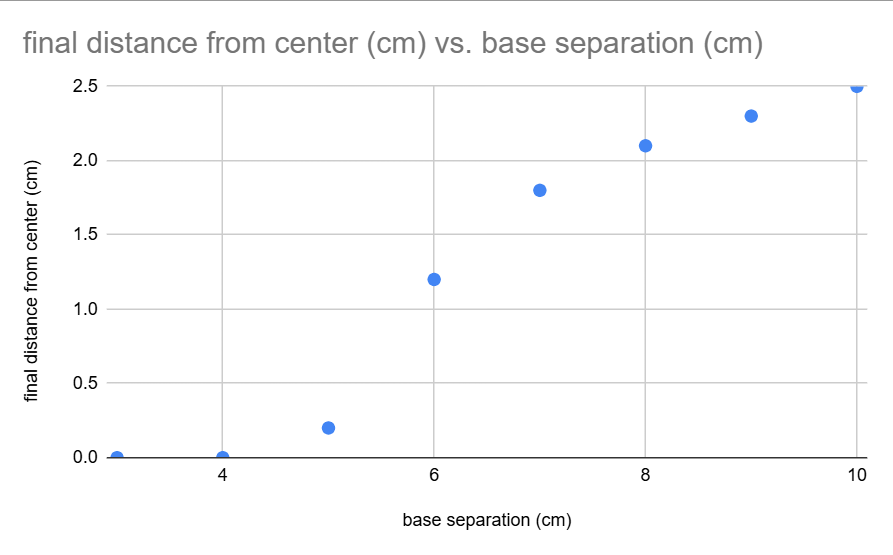 final distance from center (cm) vs. base separation (cm)
final distance from center (cm)
2.5
2.0
1.5
1.0
0.5
0.0
4 6 8 10
base separation (cm)